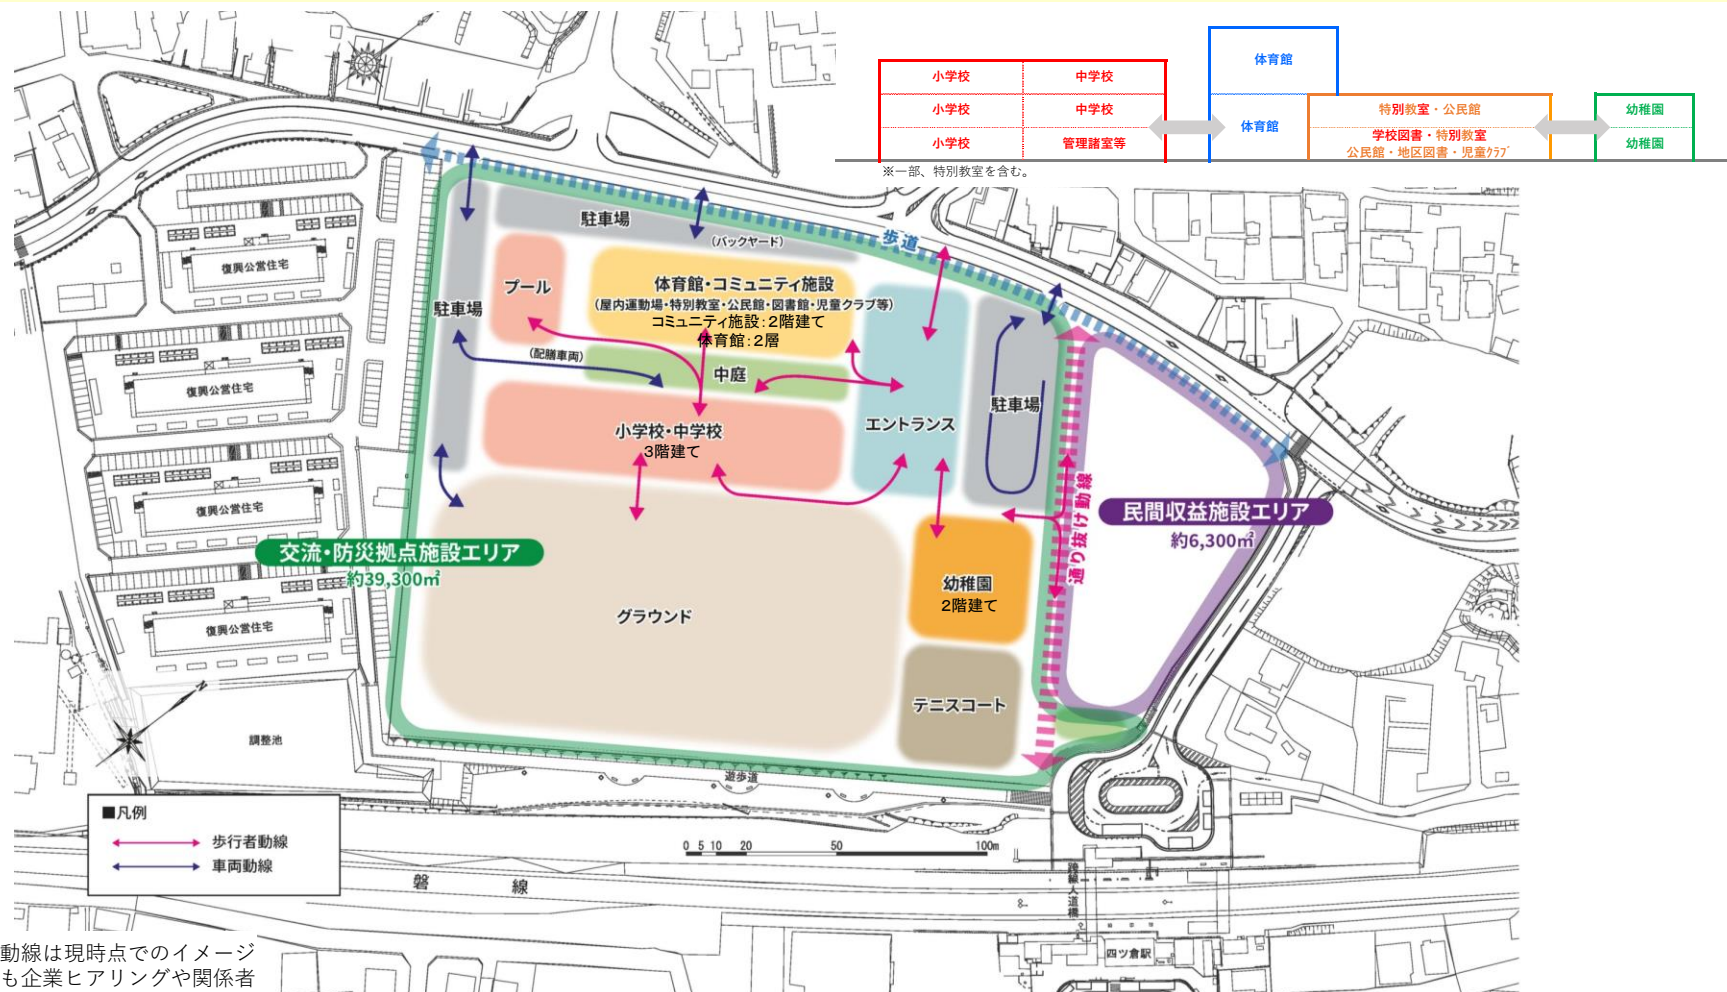 体育館
小学校
中学校
小学校
中学校
体育館
特別教室・公民館
幼稚園
小学校
管理諸室等
学校図書・特別教室
公民館・地区図書・児童クラブ
幼稚園
※一部、特別教室を含む。
駐車場
(バックヤード)
歩道
復興公営住宅
プール
体育館・コミュニティ施設
(屋内運動場・特別教室・公民館・図書館・児童クラブ等)
コミュニティ施設：2階建て
体育館：2層
駐車場
(配膳車両)
中庭
復興公営住宅
駐車場
エントランス
小学校・中学校
3階建て
通り抜け動線
復興公営住宅
民間収益施設エリア
約6,300㎡
交流・防災拠点施設エリア
約39,300㎡
幼稚園
2階建て
グラウンド
復興公営住宅
N
テニスコート
調整池
遊歩道
■凡例
歩行者動線
車両動線
0 5 10 20 50 100m
磐 線
跨線人道橋
四ツ倉駅
動線は現時点でのイメージ
も企業ヒアリングや関係者